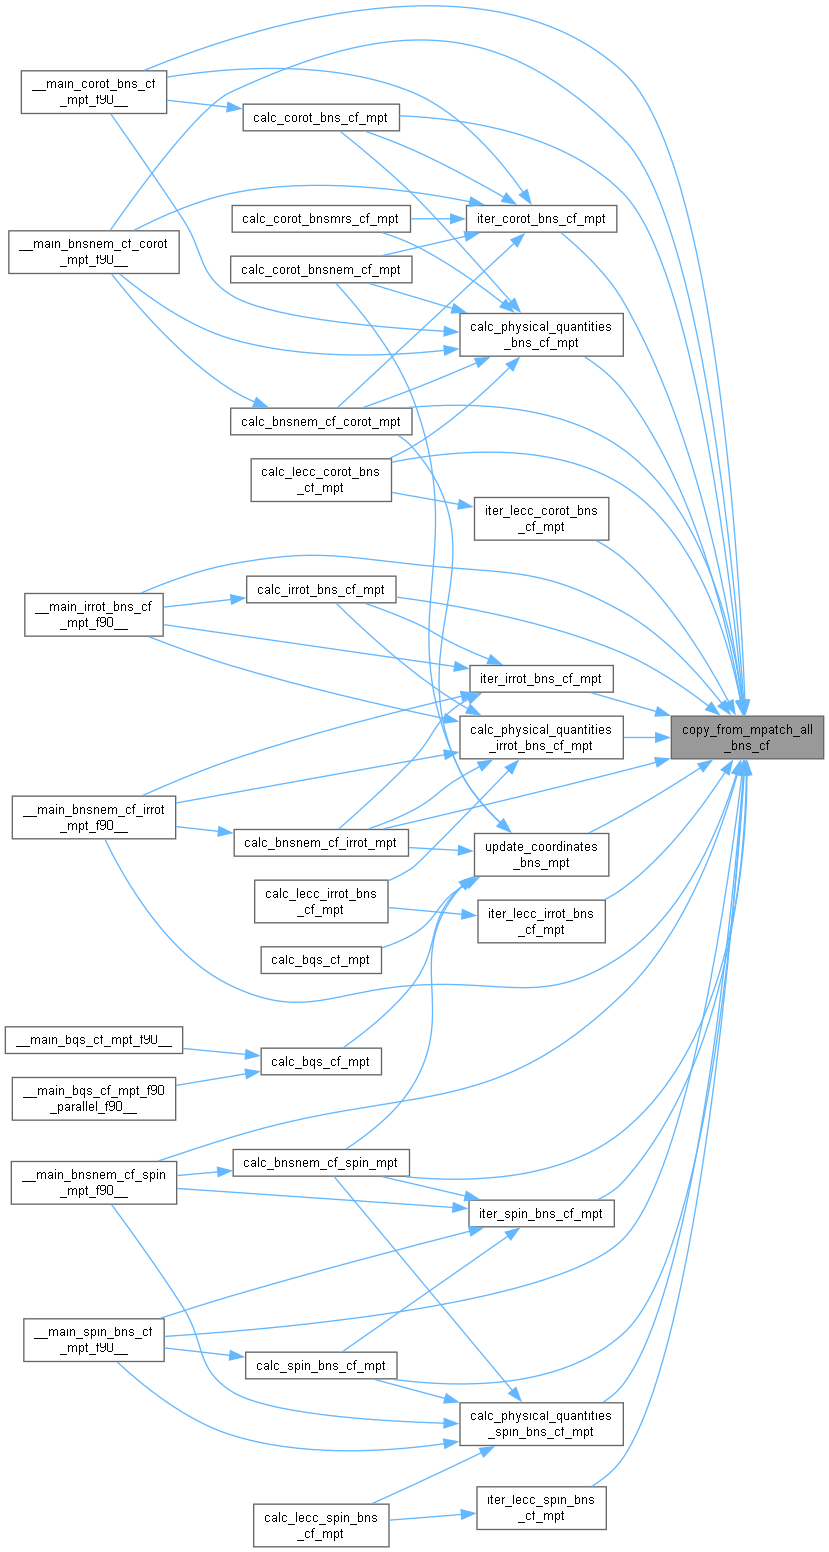 __main_corot_bns_cf
_mpt_f90__
calc_corot_bns_cf_mpt
calc_corot_bnsmrs_cf_mpt
iter_corot_bns_cf_mpt
__main_bnsnem_cf_corot
_mpt_f90__
calc_corot_bnsnem_cf_mpt
calc_physical_quantities
_bns_cf_mpt
calc_bnsnem_cf_corot_mpt
calc_lecc_corot_bns
_cf_mpt
iter_lecc_corot_bns
_cf_mpt
__main_irrot_bns_cf
_mpt_f90__
calc_irrot_bns_cf_mpt
iter_irrot_bns_cf_mpt
calc_physical_quantities
_irrot_bns_cf_mpt
copy_from_mpatch_all
_bns_cf
__main_bnsnem_cf_irrot
_mpt_f90__
calc_bnsnem_cf_irrot_mpt
update_coordinates
_bns_mpt
calc_lecc_irrot_bns
_cf_mpt
iter_lecc_irrot_bns
_cf_mpt
calc_bqs_cf_mpt
__main_bqs_cf_mpt_f90__
calc_bqs_cf_mpt
__main_bqs_cf_mpt_f90
_parallel_f90__
__main_bnsnem_cf_spin
_mpt_f90__
calc_bnsnem_cf_spin_mpt
iter_spin_bns_cf_mpt
__main_spin_bns_cf
_mpt_f90__
calc_spin_bns_cf_mpt
calc_physical_quantities
_spin_bns_cf_mpt
calc_lecc_spin_bns
_cf_mpt
iter_lecc_spin_bns
_cf_mpt